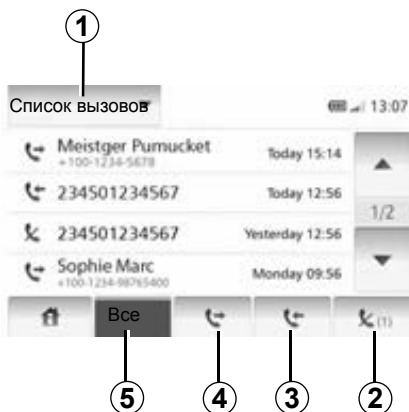 1
Список вызовов 13:07
Meistger Pumucket Today 15:14
+100-1234-5678
234501234567 Today 12:56
1/2
234501234567 Yesterday 12:56
Sophie Marc Monday 09:56
+100-1234-98765400
Все (1)
5 4 3 2